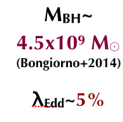 MBH~
4.5x10⁹ M☉
(Bongiorno+2014)
λEdd~5%